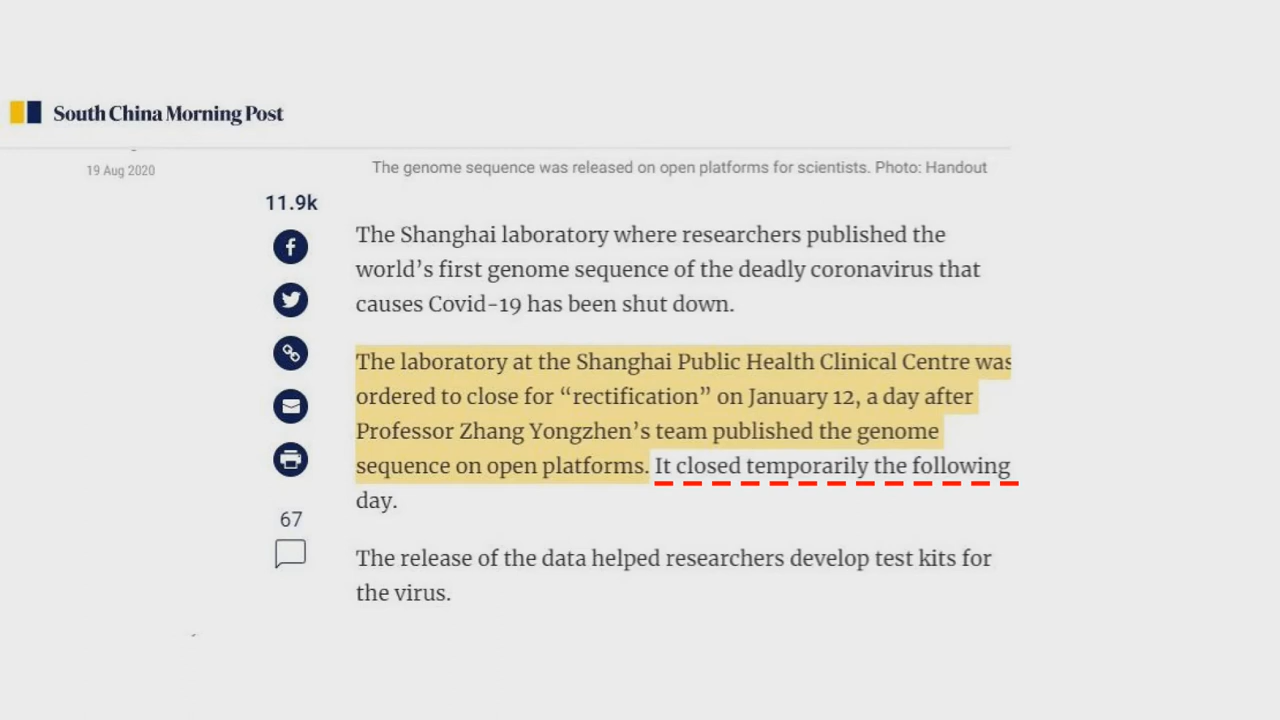 South China Morning Post
19 Aug 2020
The genome sequence was released on open platforms for scientists. Photo: Handout
11.9k
The Shanghai laboratory where researchers published the
world’s first genome sequence of the deadly coronavirus that
causes Covid-19 has been shut down.
The laboratory at the Shanghai Public Health Clinical Centre was
ordered to close for “rectification” on January 12, a day after
Professor Zhang Yongzhen’s team published the genome
sequence on open platforms. It closed temporarily the following
day.
67
The release of the data helped researchers develop test kits for
the virus.